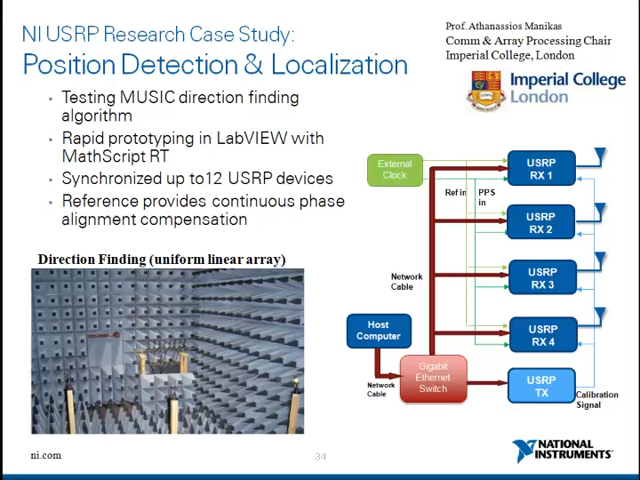 NI USRP Research Case Study:
Position Detection & Localization
Prof. Athanassios Manikas
Comm & Array Processing Chair
Imperial College, London
Imperial College
London
• Testing MUSIC direction finding
algorithm
• Rapid prototyping in LabVIEW with
MathScript RT
• Synchronized up to12 USRP devices
• Reference provides continuous phase
alignment compensation
Direction Finding (uniform linear array)
External
Clock
Ref in
PPS
in
USRP
RX 1
USRP
RX 2
USRP
RX 3
USRP
RX 4
USRP
TX
Network
Cable
Host
Computer
Network
Cable
Gigabit
Ethernet
Switch
Calibration
Signal
ni.com
34
NATIONAL
INSTRUMENTS